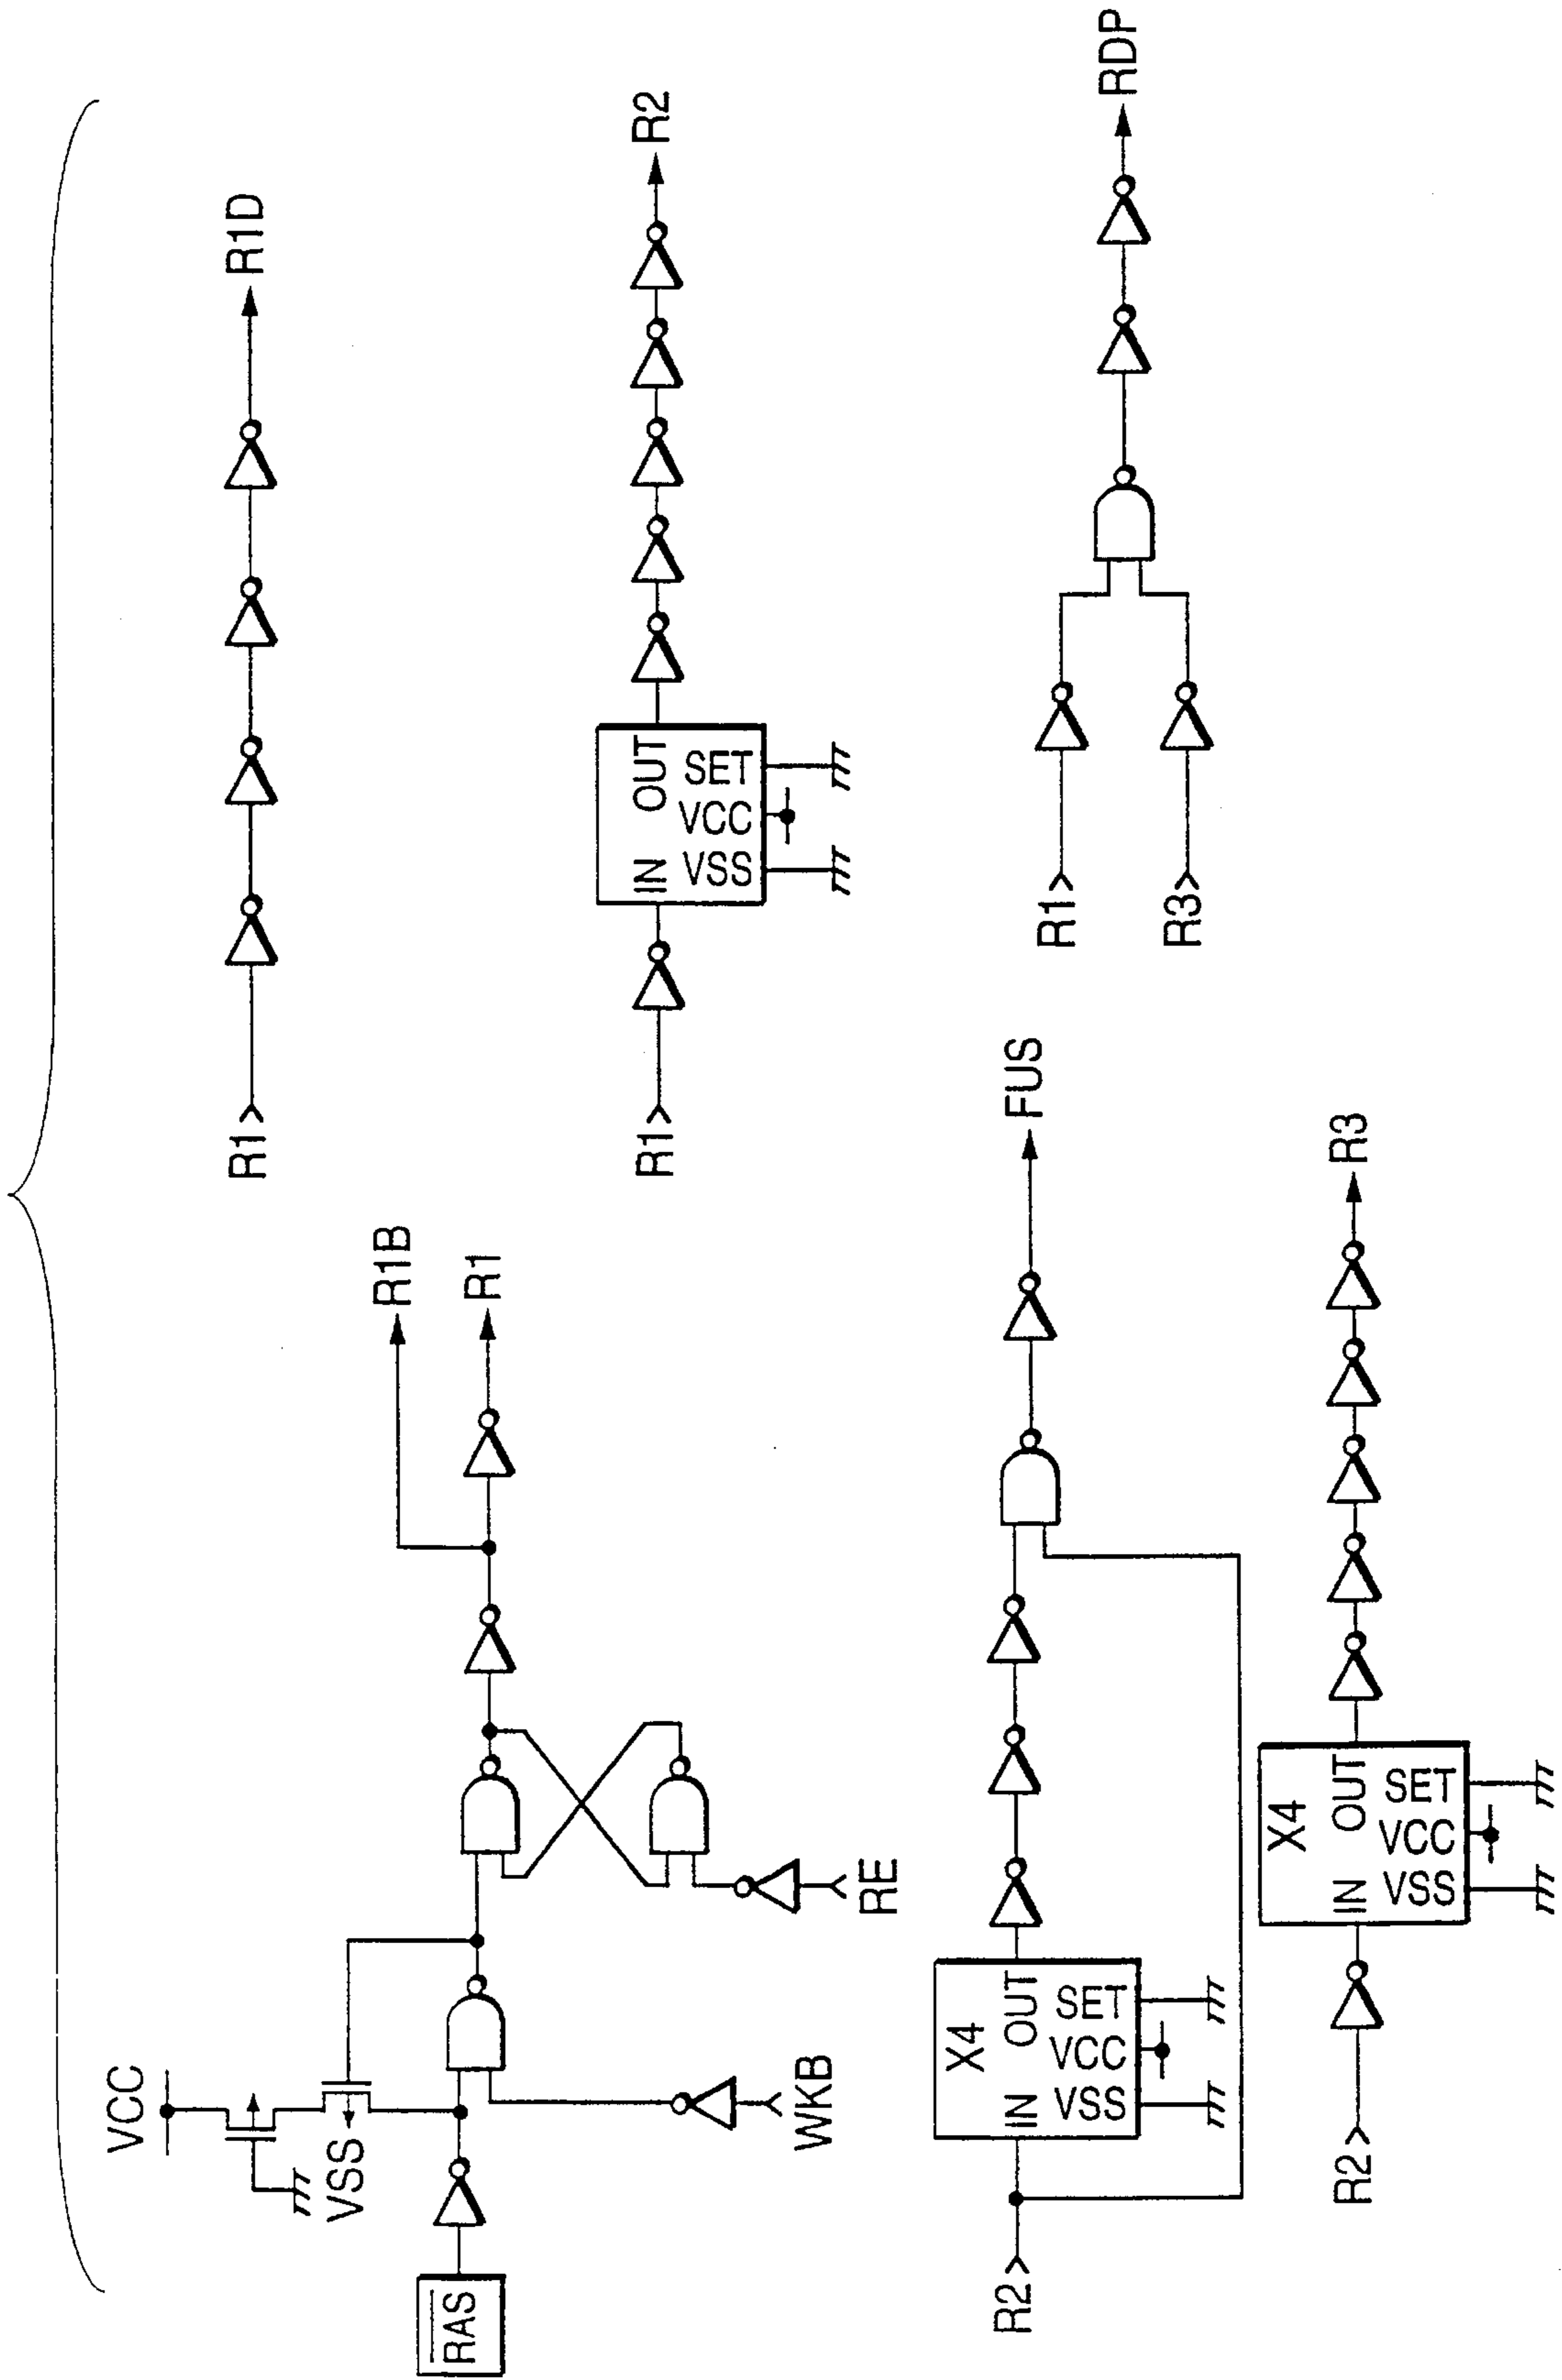 VCC
VSS
RAS
WKB
RE
R1B
R1
R1>
R1D
R1>
IN OUT
VSS VCC SET
R2
R2>
X4
IN OUT
VSS VCC SET
FUS
R2>
X4
IN OUT
VSS VCC SET
R3
R1>
R3>
RDP